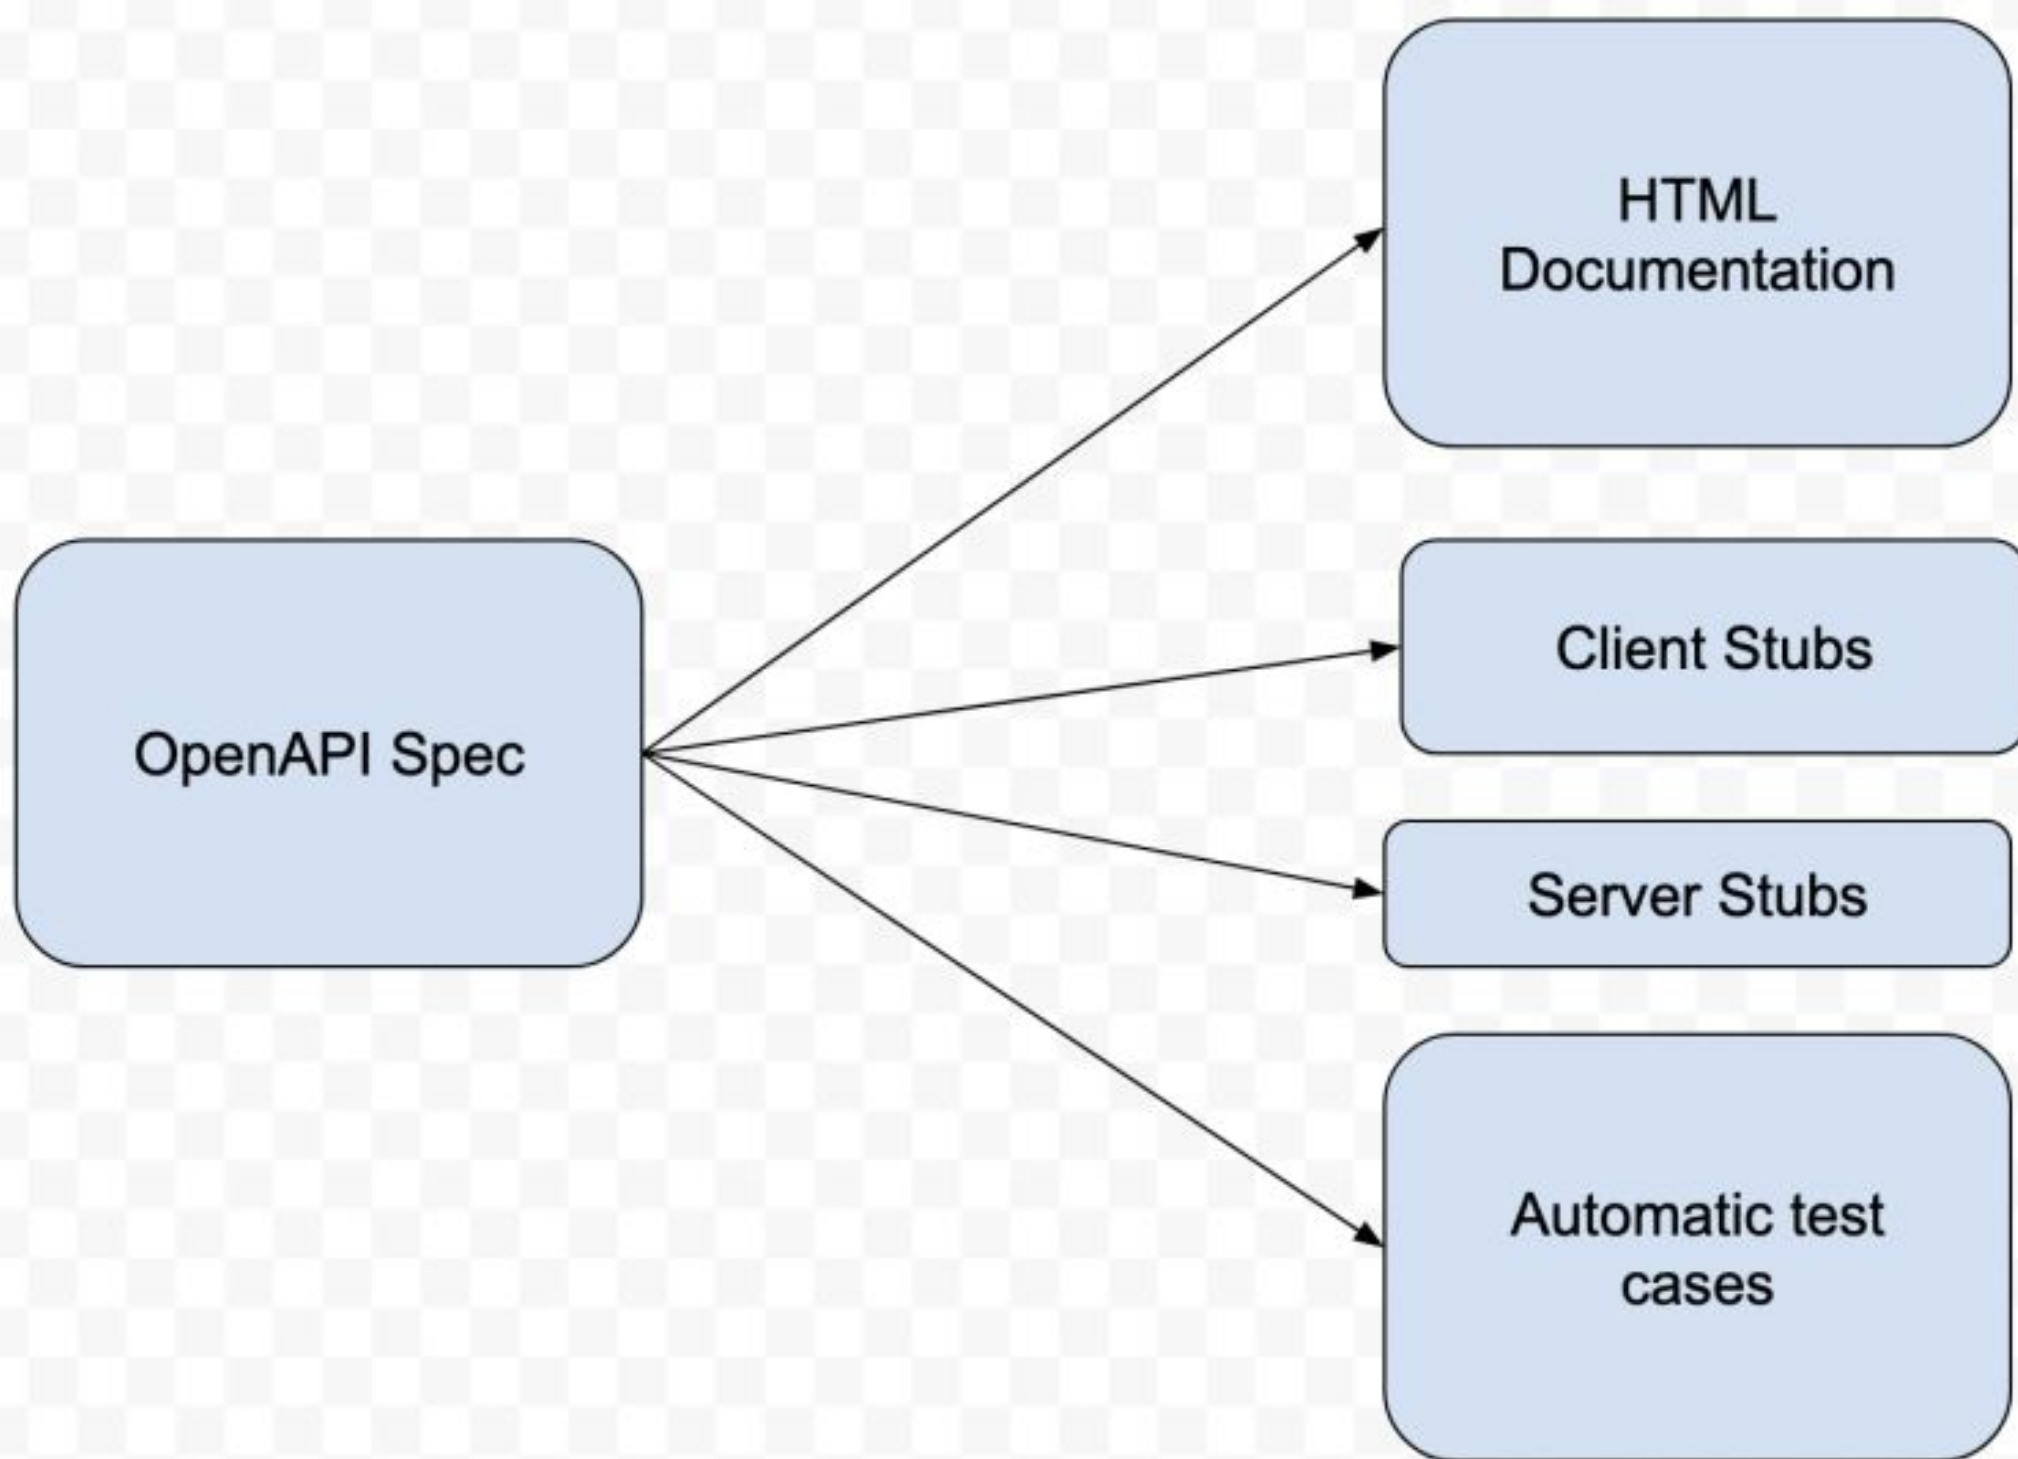 HTML
Documentation
OpenAPI Spec
Client Stubs
Server Stubs
Automatic test
cases